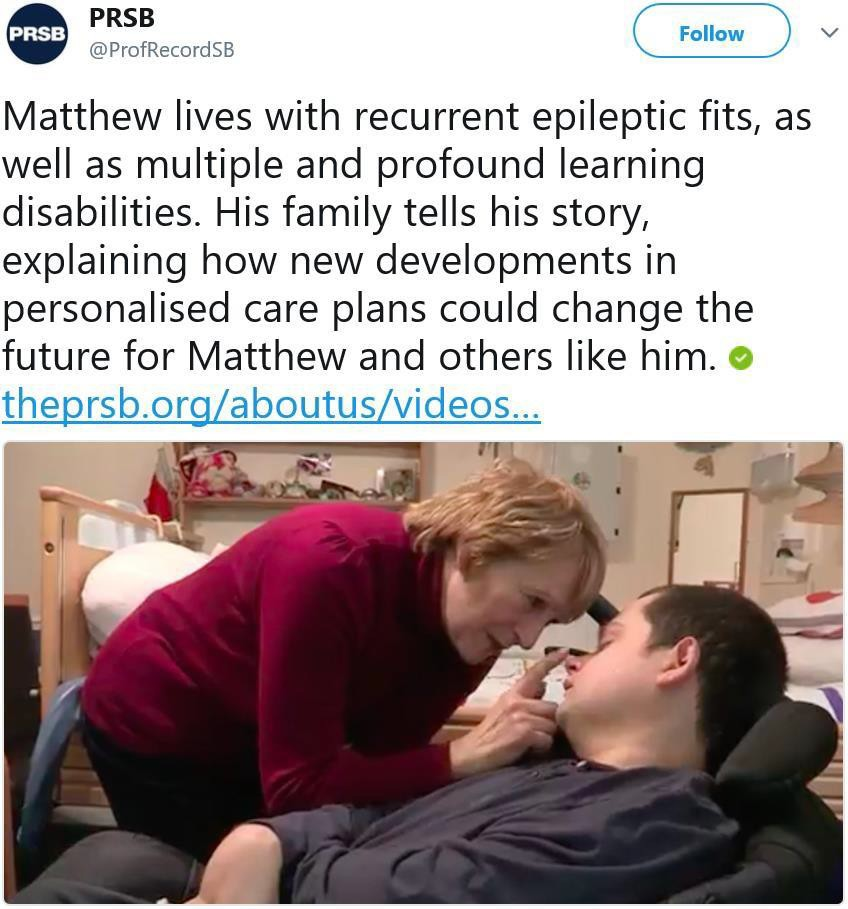 PRSB
PRSB
@ProfRecordSB
Follow
Matthew lives with recurrent epileptic fits, as
well as multiple and profound learning
disabilities. His family tells his story,
explaining how new developments in
personalised care plans could change the
future for Matthew and others like him.
theprsb.org/aboutus/videos...